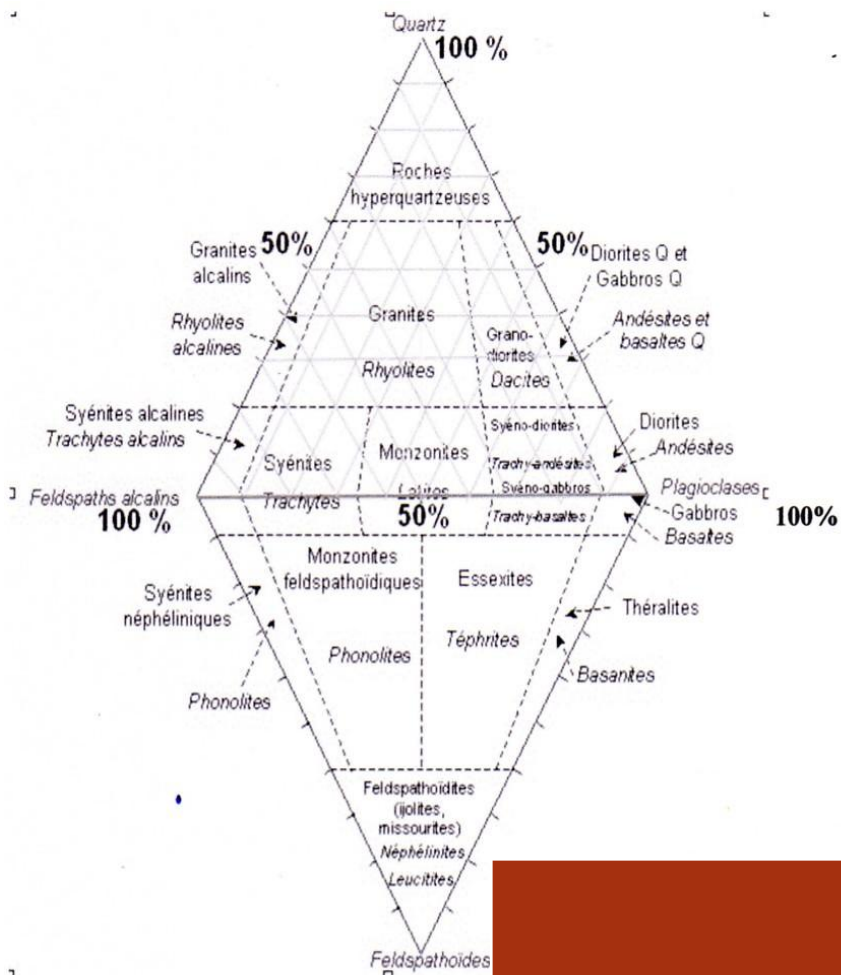 Quartz
100 %
Roches
hyperquartzeuses
50%
50%
Granites
alcalins
Diorites Q et
Gabbros Q
Rhyolites
alcalines
Granites
Andésites et
basaltes Q
Grano-
diorites
Rhyolites
Dacites
Syénites alcalines
Trachytes alcalins
Syéno-diorites
Diorites
Andésites
Syénites
Monzonites
Trachy-andésites
Feldspaths alcalins
100 %
Trachytes
Latites
50%
Syéno-gabbros
Trachy-basaltes
Plagioclases
Gabbros
100%
Basaltes
Monzonites
feldspathoïdiques
Essexites
Syénites
néphéliniques
Théralites
Phonolites
Téphrites
Phonolites
Basanites
Feldspathoïdites
(ijolites,
missourites)
Néphélinites
Leucitites
Feldspathoïdes